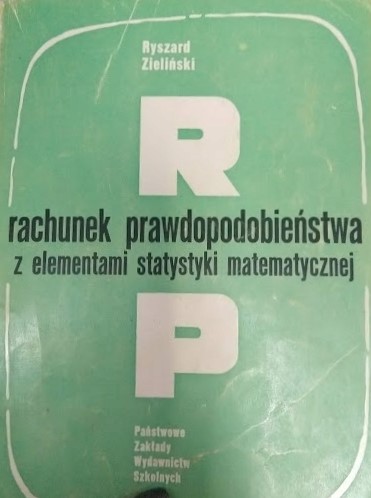 Ryszard
Zieliński
R
rachunek prawdopodobieństwa
z elementami statystyki matematycznej
P
Państwowe
Zakłady
Wydawnictw
Szkolnych